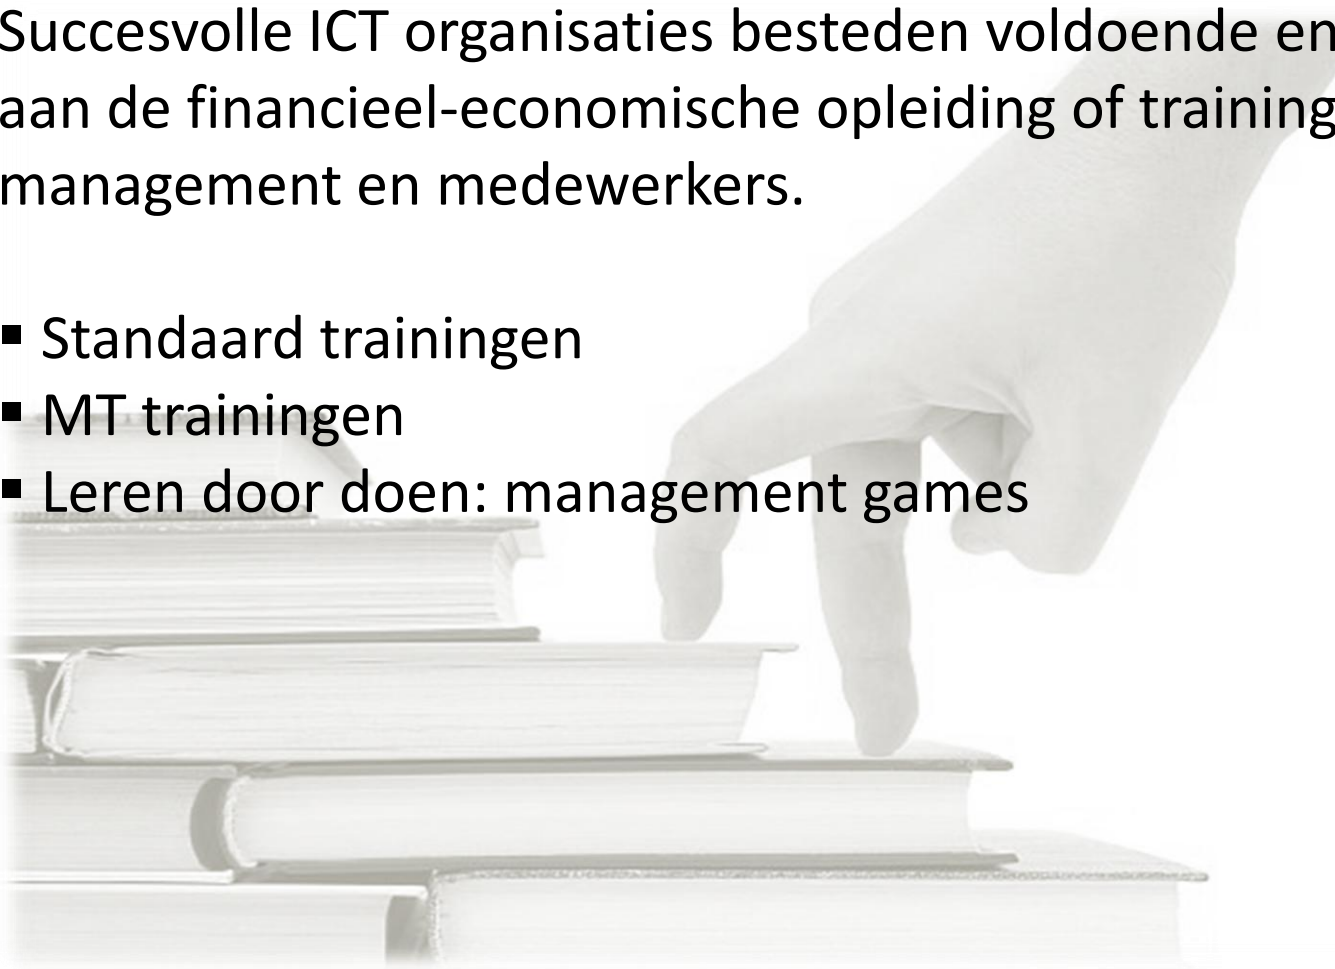 Succesvolle ICT organisaties besteden voldoende en
aan de financieel-economische opleiding of training
management en medewerkers.
▪ Standaard trainingen
▪ MT trainingen
▪ Leren door doen: management games